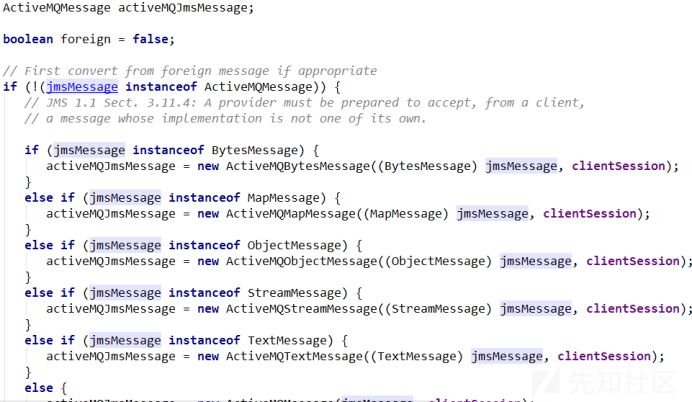 ActiveMQMessage activeMQJmsMessage;
boolean foreign = false;
// First convert from foreign message if appropriate
if (!(jmsMessage instanceof ActiveMQMessage)) {
// JMS 1.1 Sect. 3.11.4: A provider must be prepared to accept, from a client,
// a message whose implementation is not one of its own.
if (jmsMessage instanceof BytesMessage) {
activeMQJmsMessage = new ActiveMQBytesMessage((BytesMessage) jmsMessage, clientSession);
}
else if (jmsMessage instanceof MapMessage) {
activeMQJmsMessage = new ActiveMQMapMessage((MapMessage) jmsMessage, clientSession);
}
else if (jmsMessage instanceof ObjectMessage) {
activeMQJmsMessage = new ActiveMQObjectMessage((ObjectMessage) jmsMessage, clientSession);
}
else if (jmsMessage instanceof StreamMessage) {
activeMQJmsMessage = new ActiveMQStreamMessage((StreamMessage) jmsMessage, clientSession);
}
else if (jmsMessage instanceof TextMessage) {
activeMQJmsMessage = new ActiveMQTextMessage((TextMessage) jmsMessage, clientSession);
}
else {
先知社区